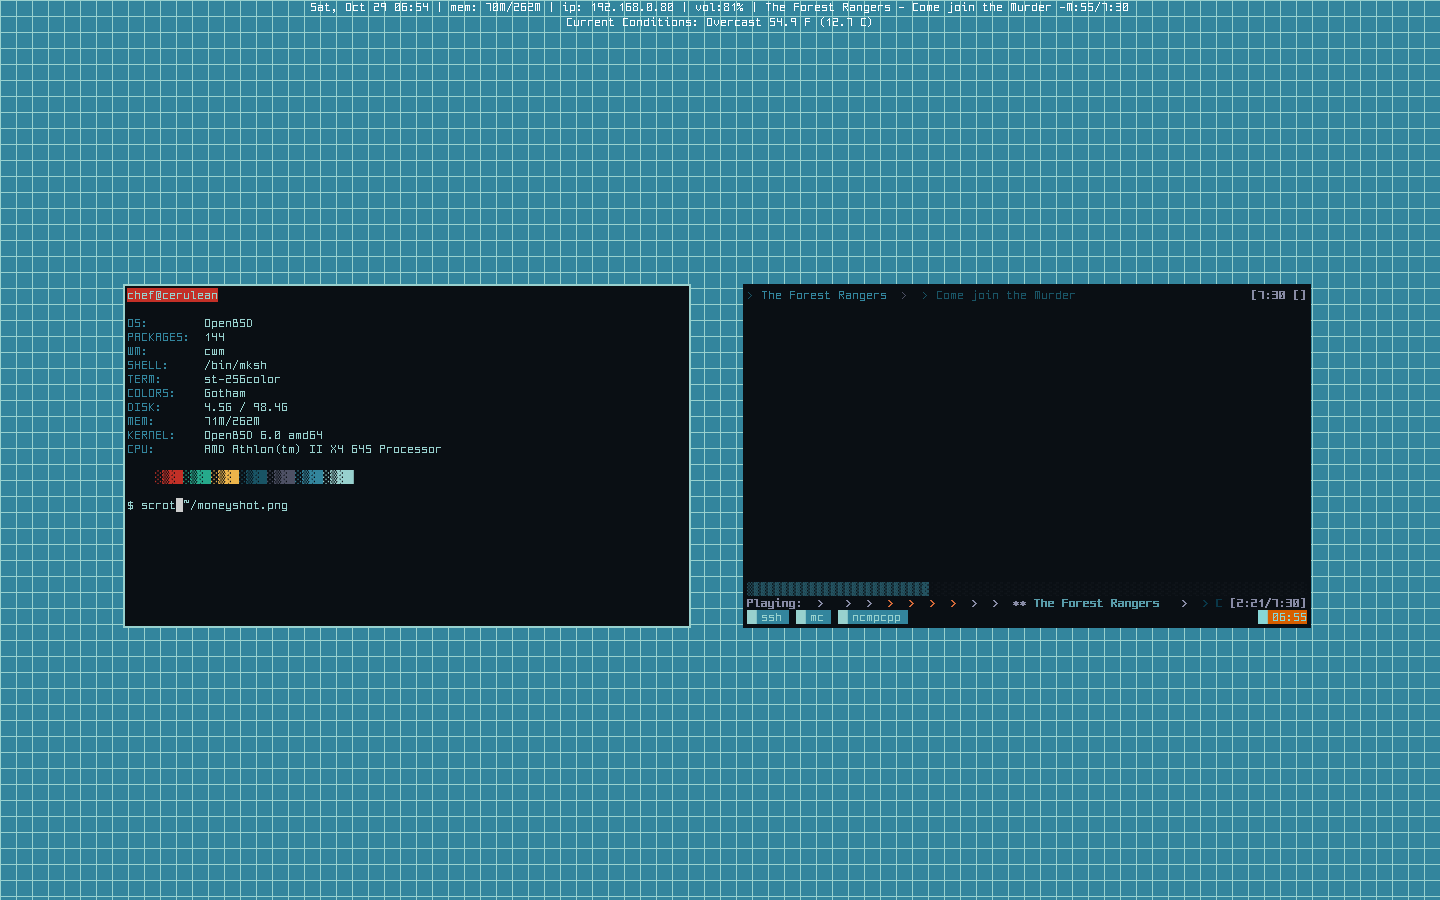 Sat, Oct 29 06:54 | mem: 70M/262M | ip: 192.168.0.80 | vol:81% | The Forest Rangers - Come join the Murder -M:55/7:30
Current Conditions: Overcast 54.9 F (12.7 C)
chef@cerulean
OS: OpenBSD
PACKAGES: 144
WM: cwm
SHELL: /bin/mksh
TERM: st-256color
COLORS: Gotham
DISK: 4.5G / 98.4G
MEM: 71M/262M
KERNEL: OpenBSD 6.0 amd64
CPU: AMD Athlon(tm) II X4 645 Processor
$ scrot ~/moneyshot.png
> The Forest Rangers > > Come join the Murder [7:30 []
Playing: > > > > > > > > > ** The Forest Rangers > > C [2:21/7:30]
ssh mc ncmpcpp 06:55